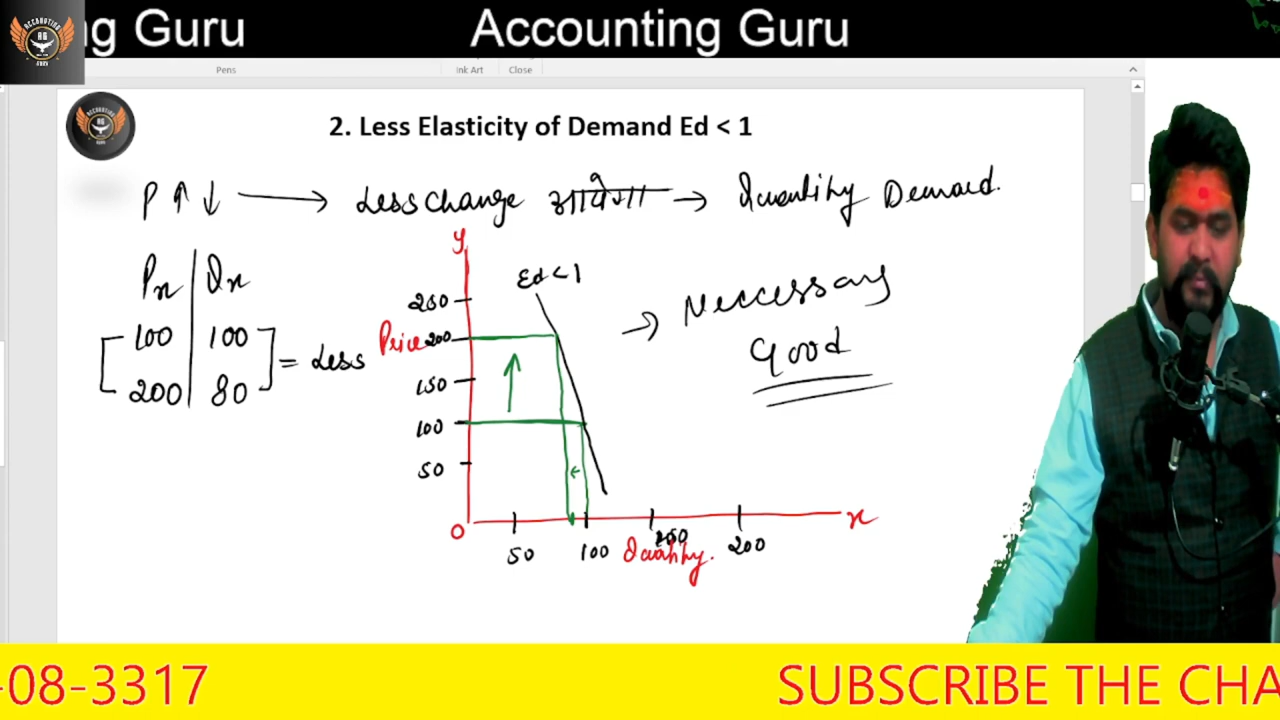 ng Guru Accounting Guru
Pens Ink Art Close
2. Less Elasticity of Demand Ed < 1
P ↑ ↓ → Less change आयेगा → Quantity Demand.
Px | Qx
100 | 100
200 | 80
= Less
y
Ed < 1
250
Price 200
150
100
50
0
50 100 150 200
x
Quantity.
→ Neccessary
Good
-08-3317 SUBSCRIBE THE CHA